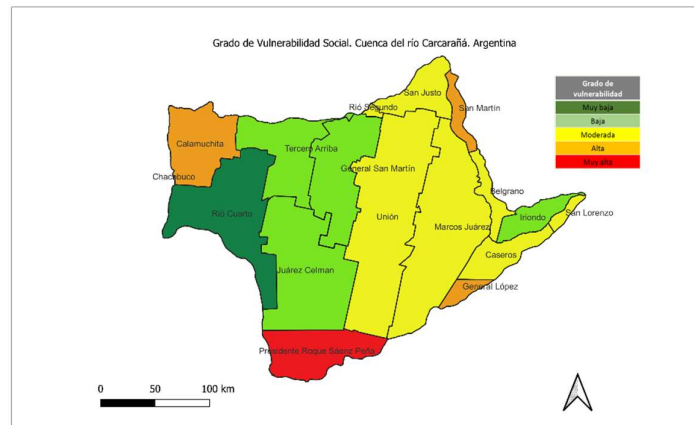 Grado de Vulnerabilidad Social. Cuenca del río Carcarañá. Argentina
Grado de
vulnerabilidad
Muy baja
Baja
Moderada
Alta
Muy alta
San Justo
Rió Segundo
San Martín
Calamuchita
Tercero Arriba
General San Martín
Chacabuco
Belgrano
Rió Cuarto
Unión
Iriondo
San Lorenzo
Marcos Juárez
Caseros
Juárez Celman
General López
Presidente Roque Sáenz Peña
0 50 100 km